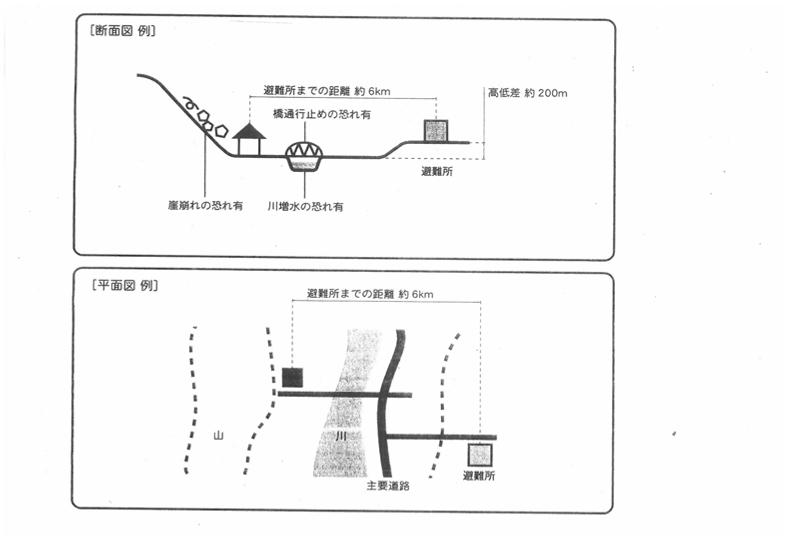 [断面図 例]
避難所までの距離 約 6km
高低差 約 200m
橋通行止めの恐れ有
避難所
崖崩れの恐れ有
川増水の恐れ有
[平面図 例]
避難所までの距離 約 6km
山
川
避難所
主要道路